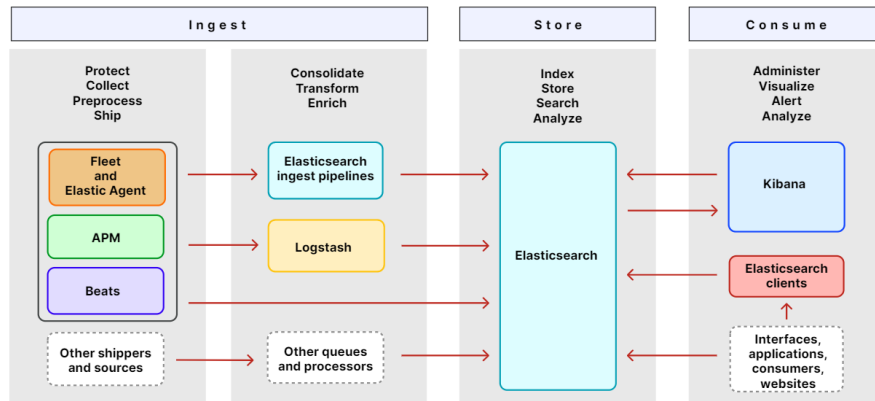 Ingest
Store
Consume
Protect
Collect
Preprocess
Ship
Consolidate
Transform
Enrich
Index
Store
Search
Analyze
Administer
Visualize
Alert
Analyze
Fleet
and
Elastic Agent
APM
Beats
Other shippers
and sources
Elasticsearch
ingest pipelines
Logstash
Other queues
and processors
Elasticsearch
Kibana
Elasticsearch
clients
Interfaces,
applications,
consumers,
websites